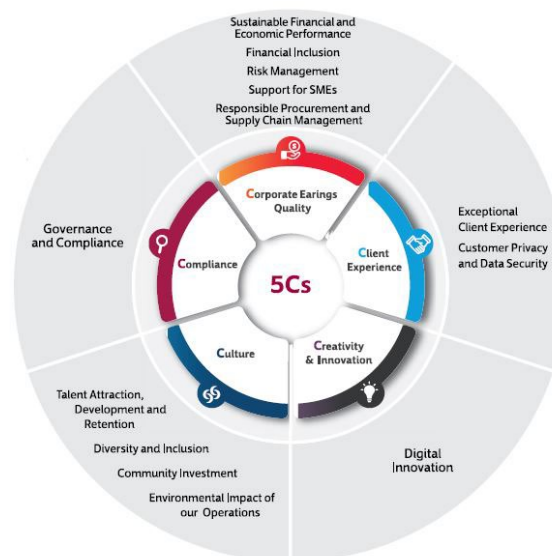 Sustainable Financial and
Economic Performance
Financial Inclusion
Risk Management
Support for SMEs
Responsible Procurement and
Supply Chain Management
Corporate Earings
Quality
Governance
and Compliance
Compliance
5Cs
Client
Experience
Exceptional
Client Experience
Customer Privacy
and Data Security
Culture
Creativity
& Innovation
Talent Attraction,
Development and
Retention
Diversity and Inclusion
Community Investment
Environmental Impact of
our Operations
Digital
Innovation